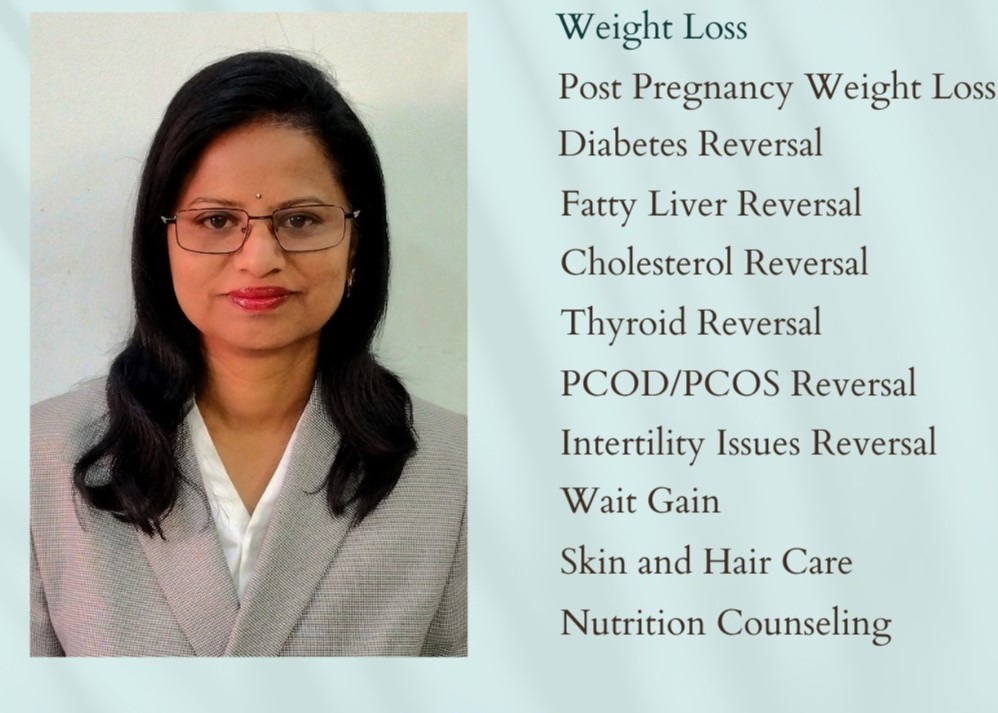 Weight Loss
Post Pregnancy Weight Loss
Diabetes Reversal
Fatty Liver Reversal
Cholesterol Reversal
Thyroid Reversal
PCOD/PCOS Reversal
Intertility Issues Reversal
Wait Gain
Skin and Hair Care
Nutrition Counseling